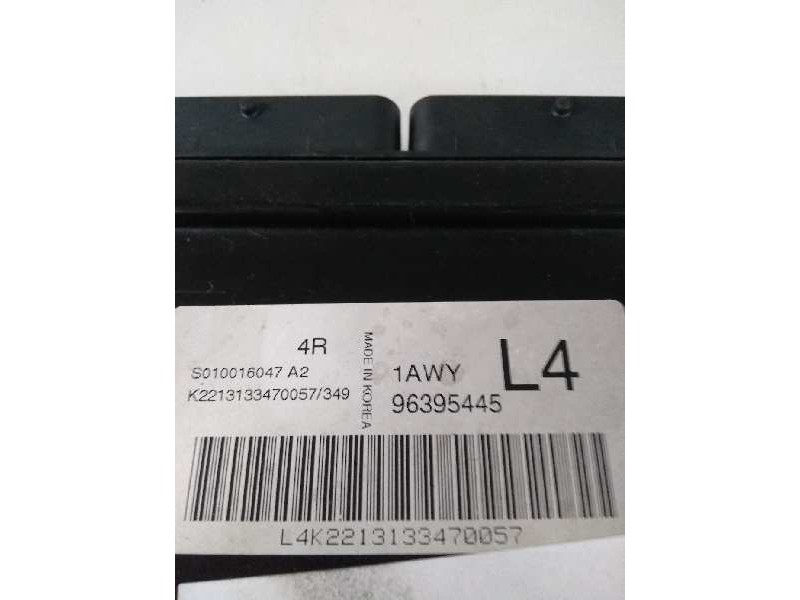 4R
S010016047 A2
K2213133470057/349
MADE IN KOREA
1AWY
L4
96395445
L4K2213133470057